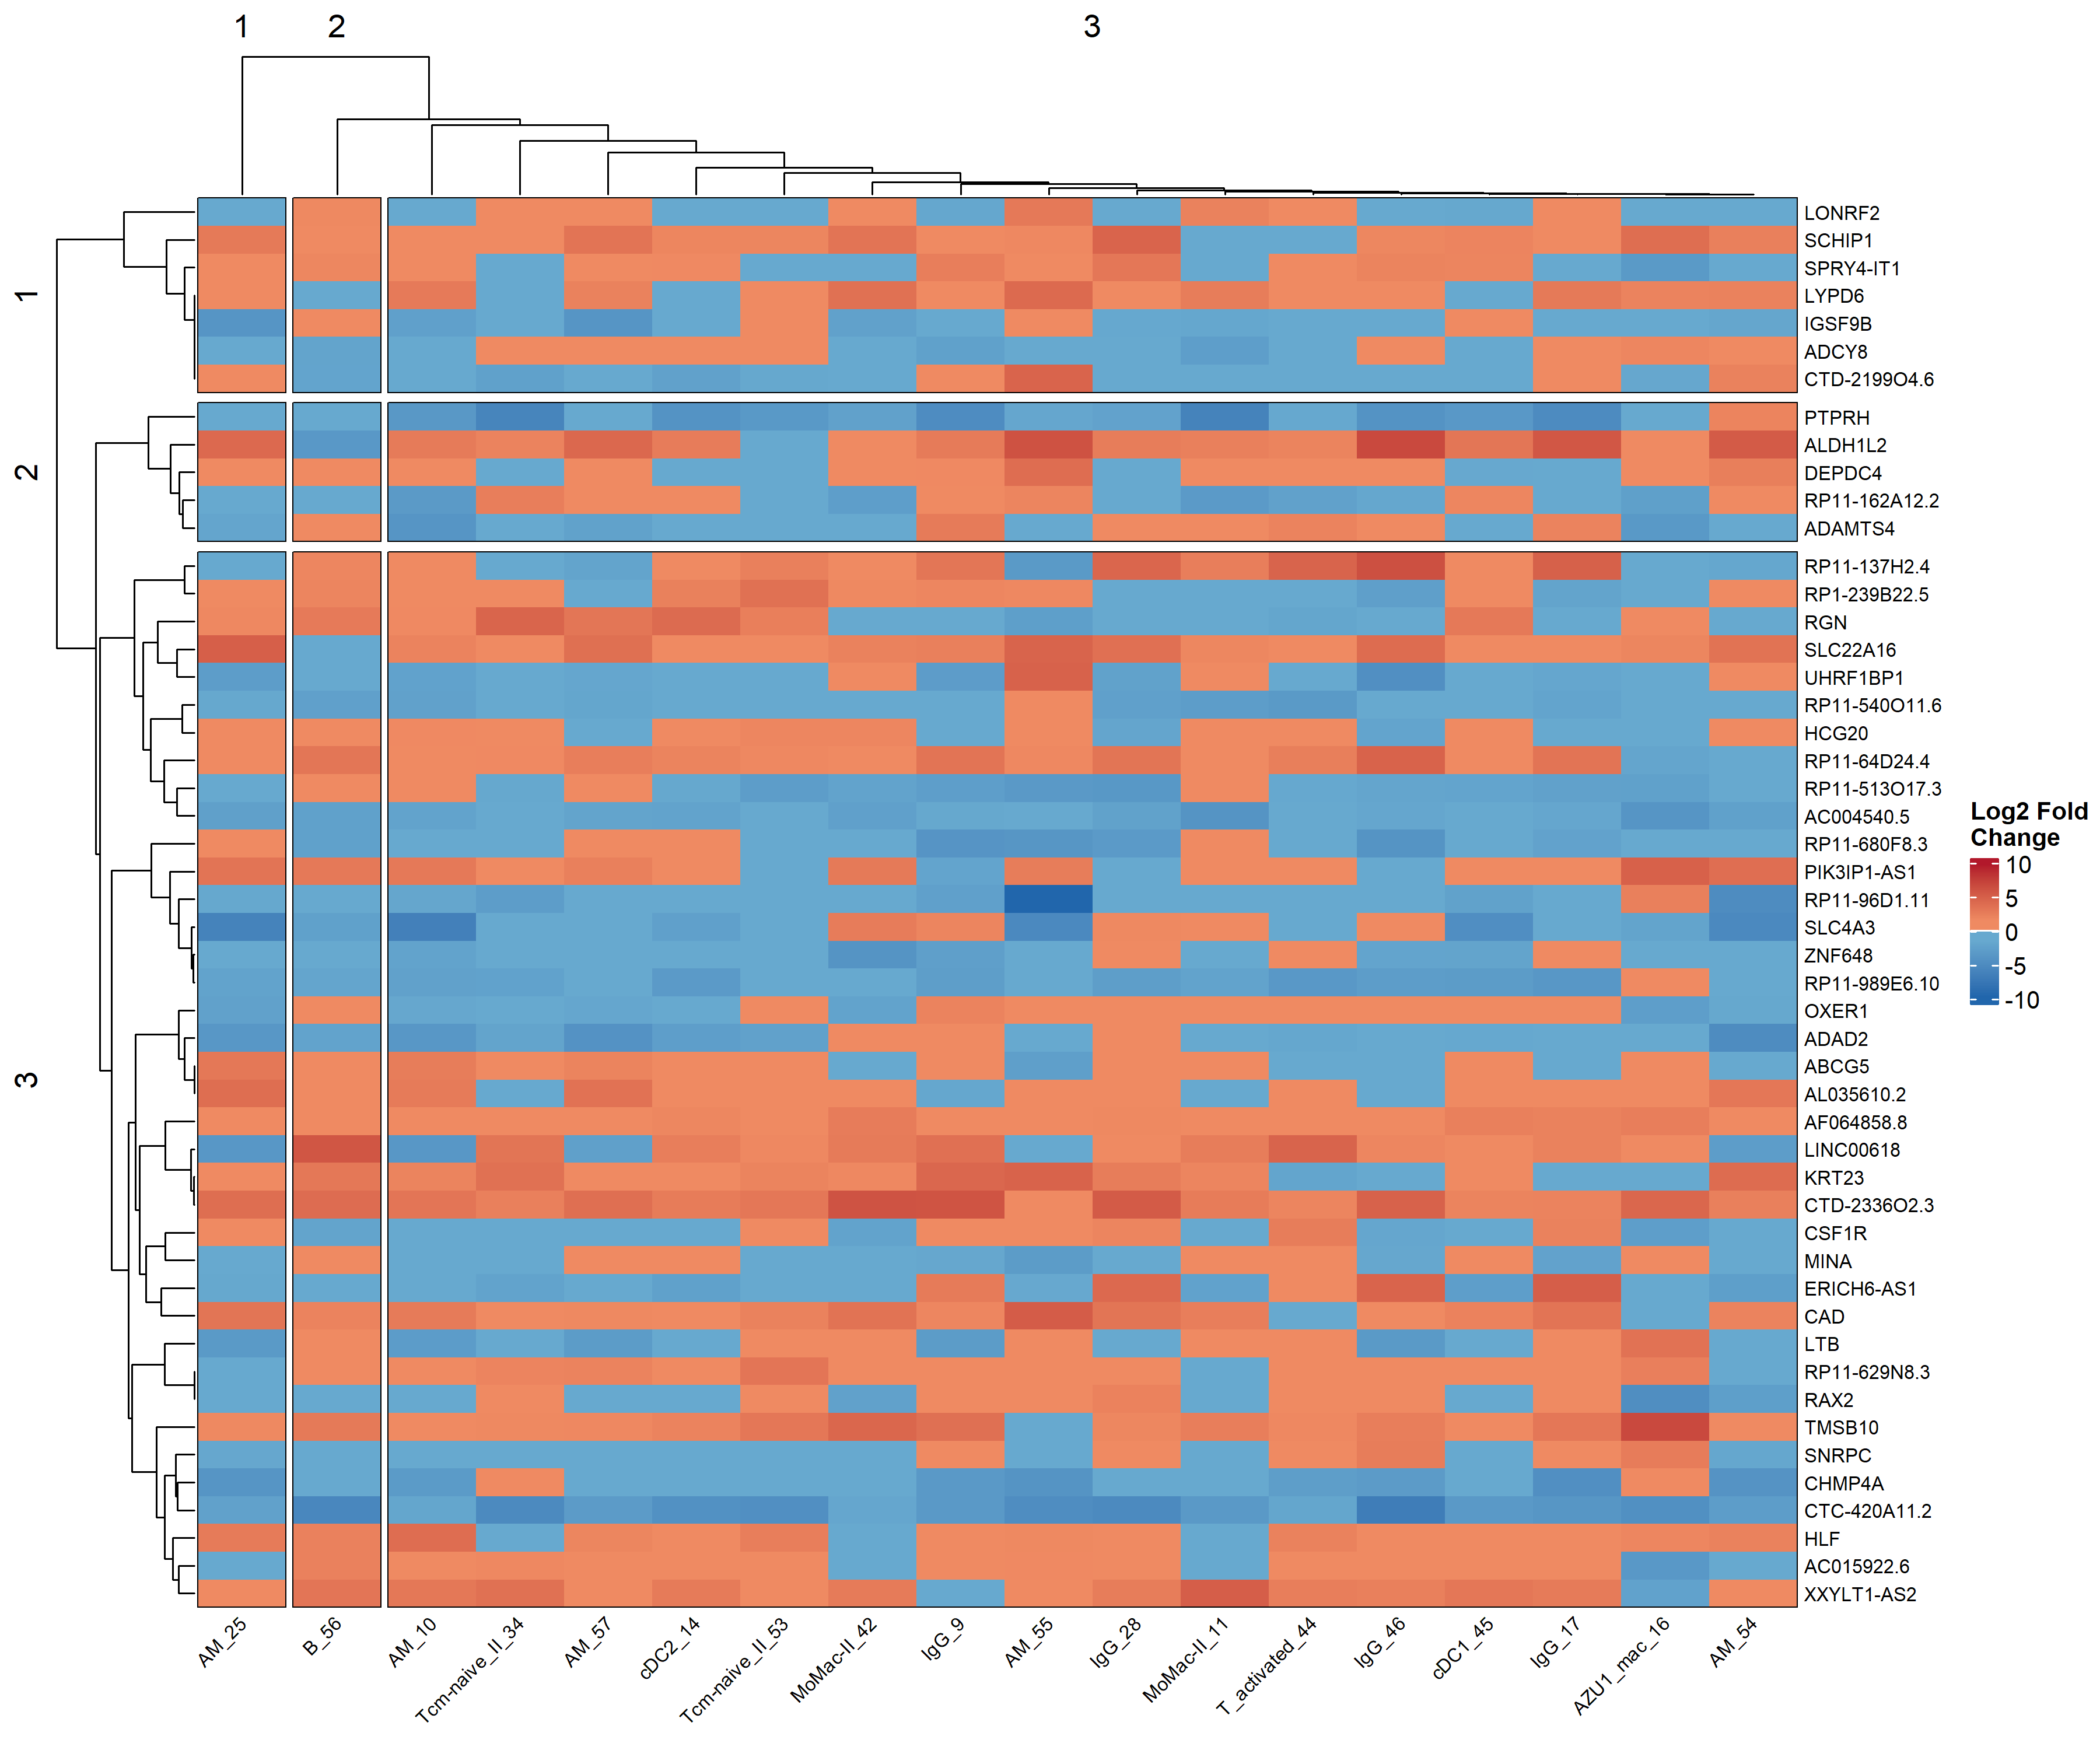 1
2
3
1
2
3
LONRF2
SCHIP1
SPRY4-IT1
LYPD6
IGSF9B
ADCY8
CTD-2199O4.6
PTPRH
ALDH1L2
DEPDC4
RP11-162A12.2
ADAMTS4
RP11-137H2.4
RP1-239B22.5
RGN
SLC22A16
UHRF1BP1
RP11-540O11.6
HCG20
RP11-64D24.4
RP11-513O17.3
AC004540.5
RP11-680F8.3
PIK3IP1-AS1
RP11-96D1.11
SLC4A3
ZNF648
RP11-989E6.10
OXER1
ADAD2
ABCG5
AL035610.2
AF064858.8
LINC00618
KRT23
CTD-2336O2.3
CSF1R
MINA
ERICH6-AS1
CAD
LTB
RP11-629N8.3
RAX2
TMSB10
SNRPC
CHMP4A
CTC-420A11.2
HLF
AC015922.6
XXYLT1-AS2
Log2 Fold
Change
10
5
0
-5
-10
AM_25
B_56
AM_10
Tcm-naive_II_34
AM_57
cDC2_14
Tcm-naive_II_53
MoMac-II_42
IgG_9
AM_55
IgG_28
MoMac-II_11
T_activated_44
IgG_46
cDC1_45
IgG_17
AZU1_mac_16
AM_54